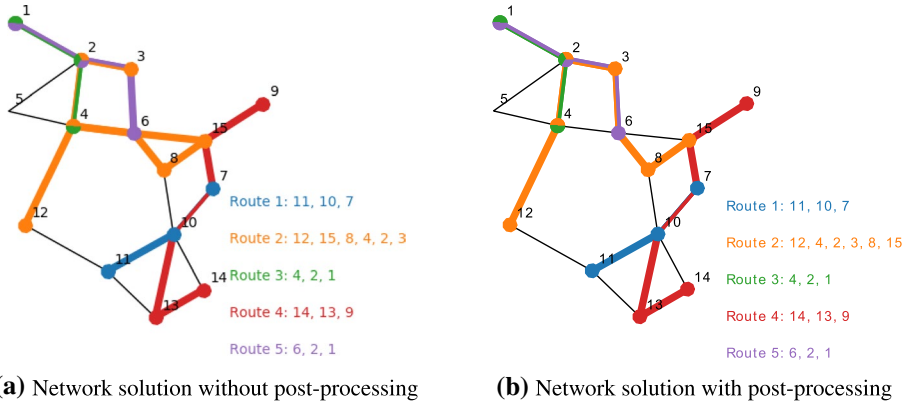 1
2
3
5
4
6
15
9
8
7
12
10
11
14
13
Route 1: 11, 10, 7
Route 2: 12, 15, 8, 4, 2, 3
Route 3: 4, 2, 1
Route 4: 14, 13, 9
Route 5: 6, 2, 1
(a) Network solution without post-processing
1
2
3
5
4
6
15
9
8
7
12
10
11
14
13
Route 1: 11, 10, 7
Route 2: 12, 4, 2, 3, 8, 15
Route 3: 4, 2, 1
Route 4: 14, 13, 9
Route 5: 6, 2, 1
(b) Network solution with post-processing